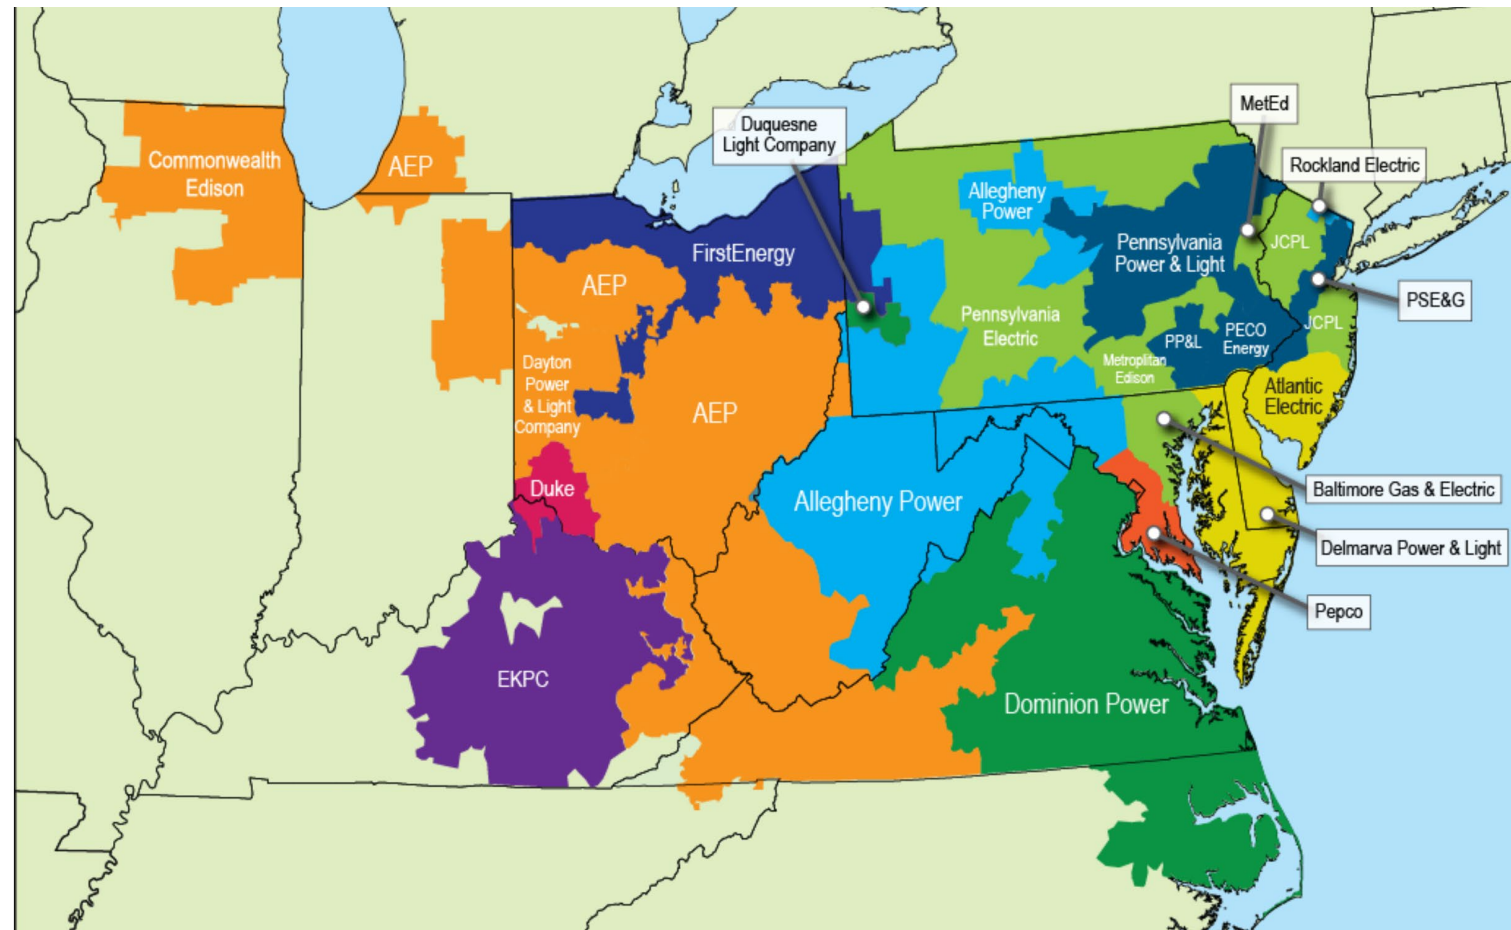 MetEd
Duquesne
Light Company
Rockland Electric
Commonwealth
Edison
AEP
Allegheny
Power
JCPL
Pennsylvania
Power & Light
FirstEnergy
AEP
PSE&G
Pennsylvania
Electric
JCPL
PP&L
PECO
Energy
Metroplitan
Edison
Dayton
Power
& Light
Company
AEP
Atlantic
Electric
Duke
Allegheny Power
Baltimore Gas & Electric
Delmarva Power & Light
Pepco
EKPC
Dominion Power